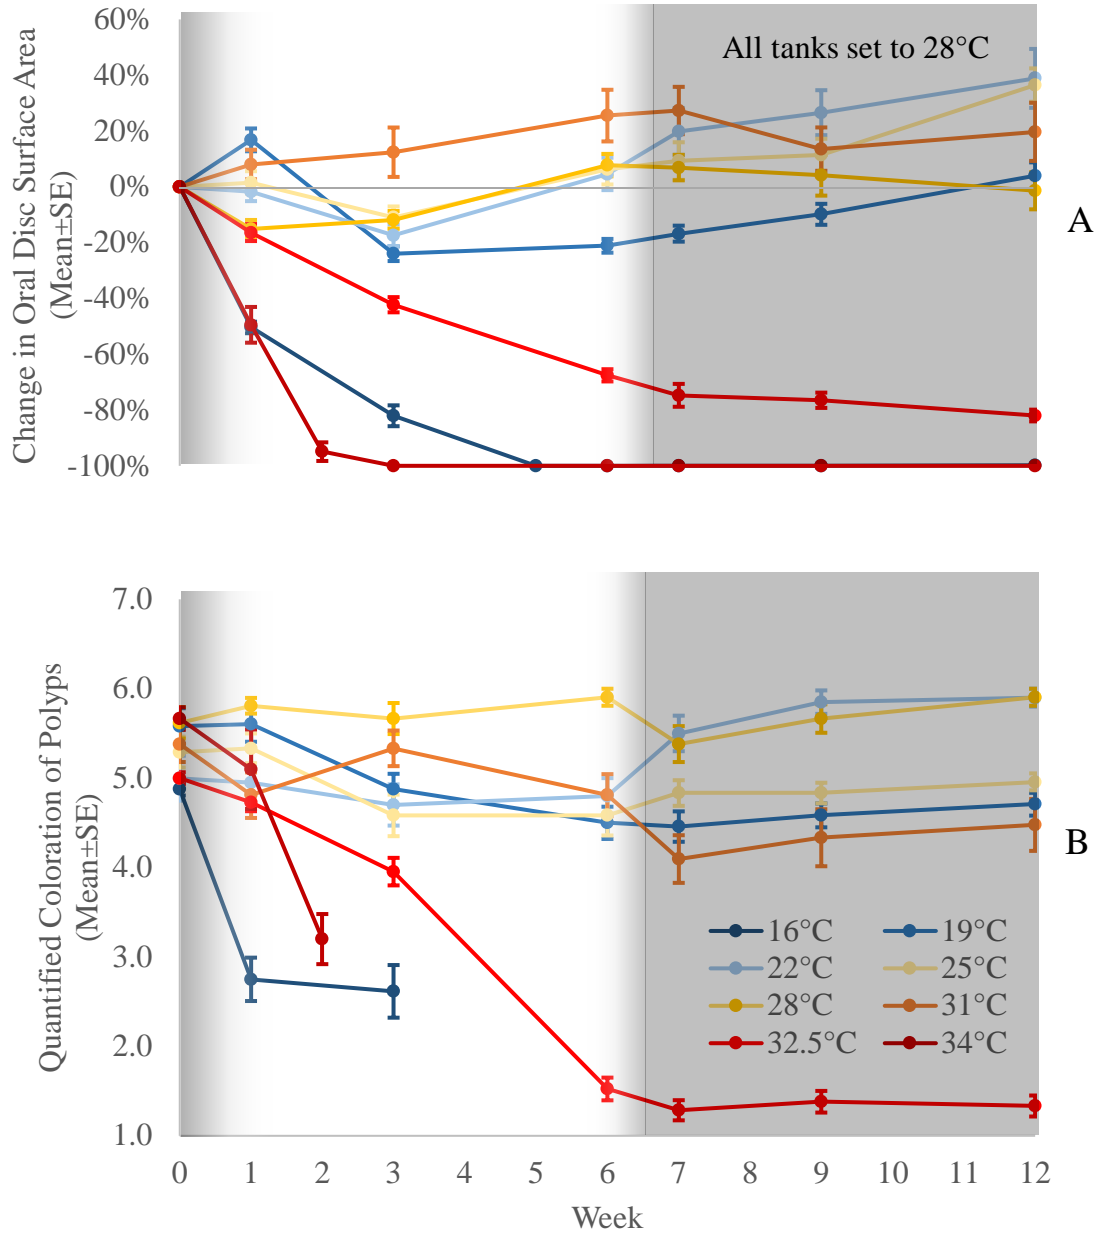 60%
40%
20%
0%
-20%
-40%
-60%
-80%
-100%
Change in Oral Disc Surface Area
(Mean±SE)
All tanks set to 28°C
A
7.0
6.0
5.0
4.0
3.0
2.0
1.0
Quantified Coloration of Polyps
(Mean±SE)
B
16°C 19°C
22°C 25°C
28°C 31°C
32.5°C 34°C
0 1 2 3 4 5 6 7 8 9 10 11 12
Week